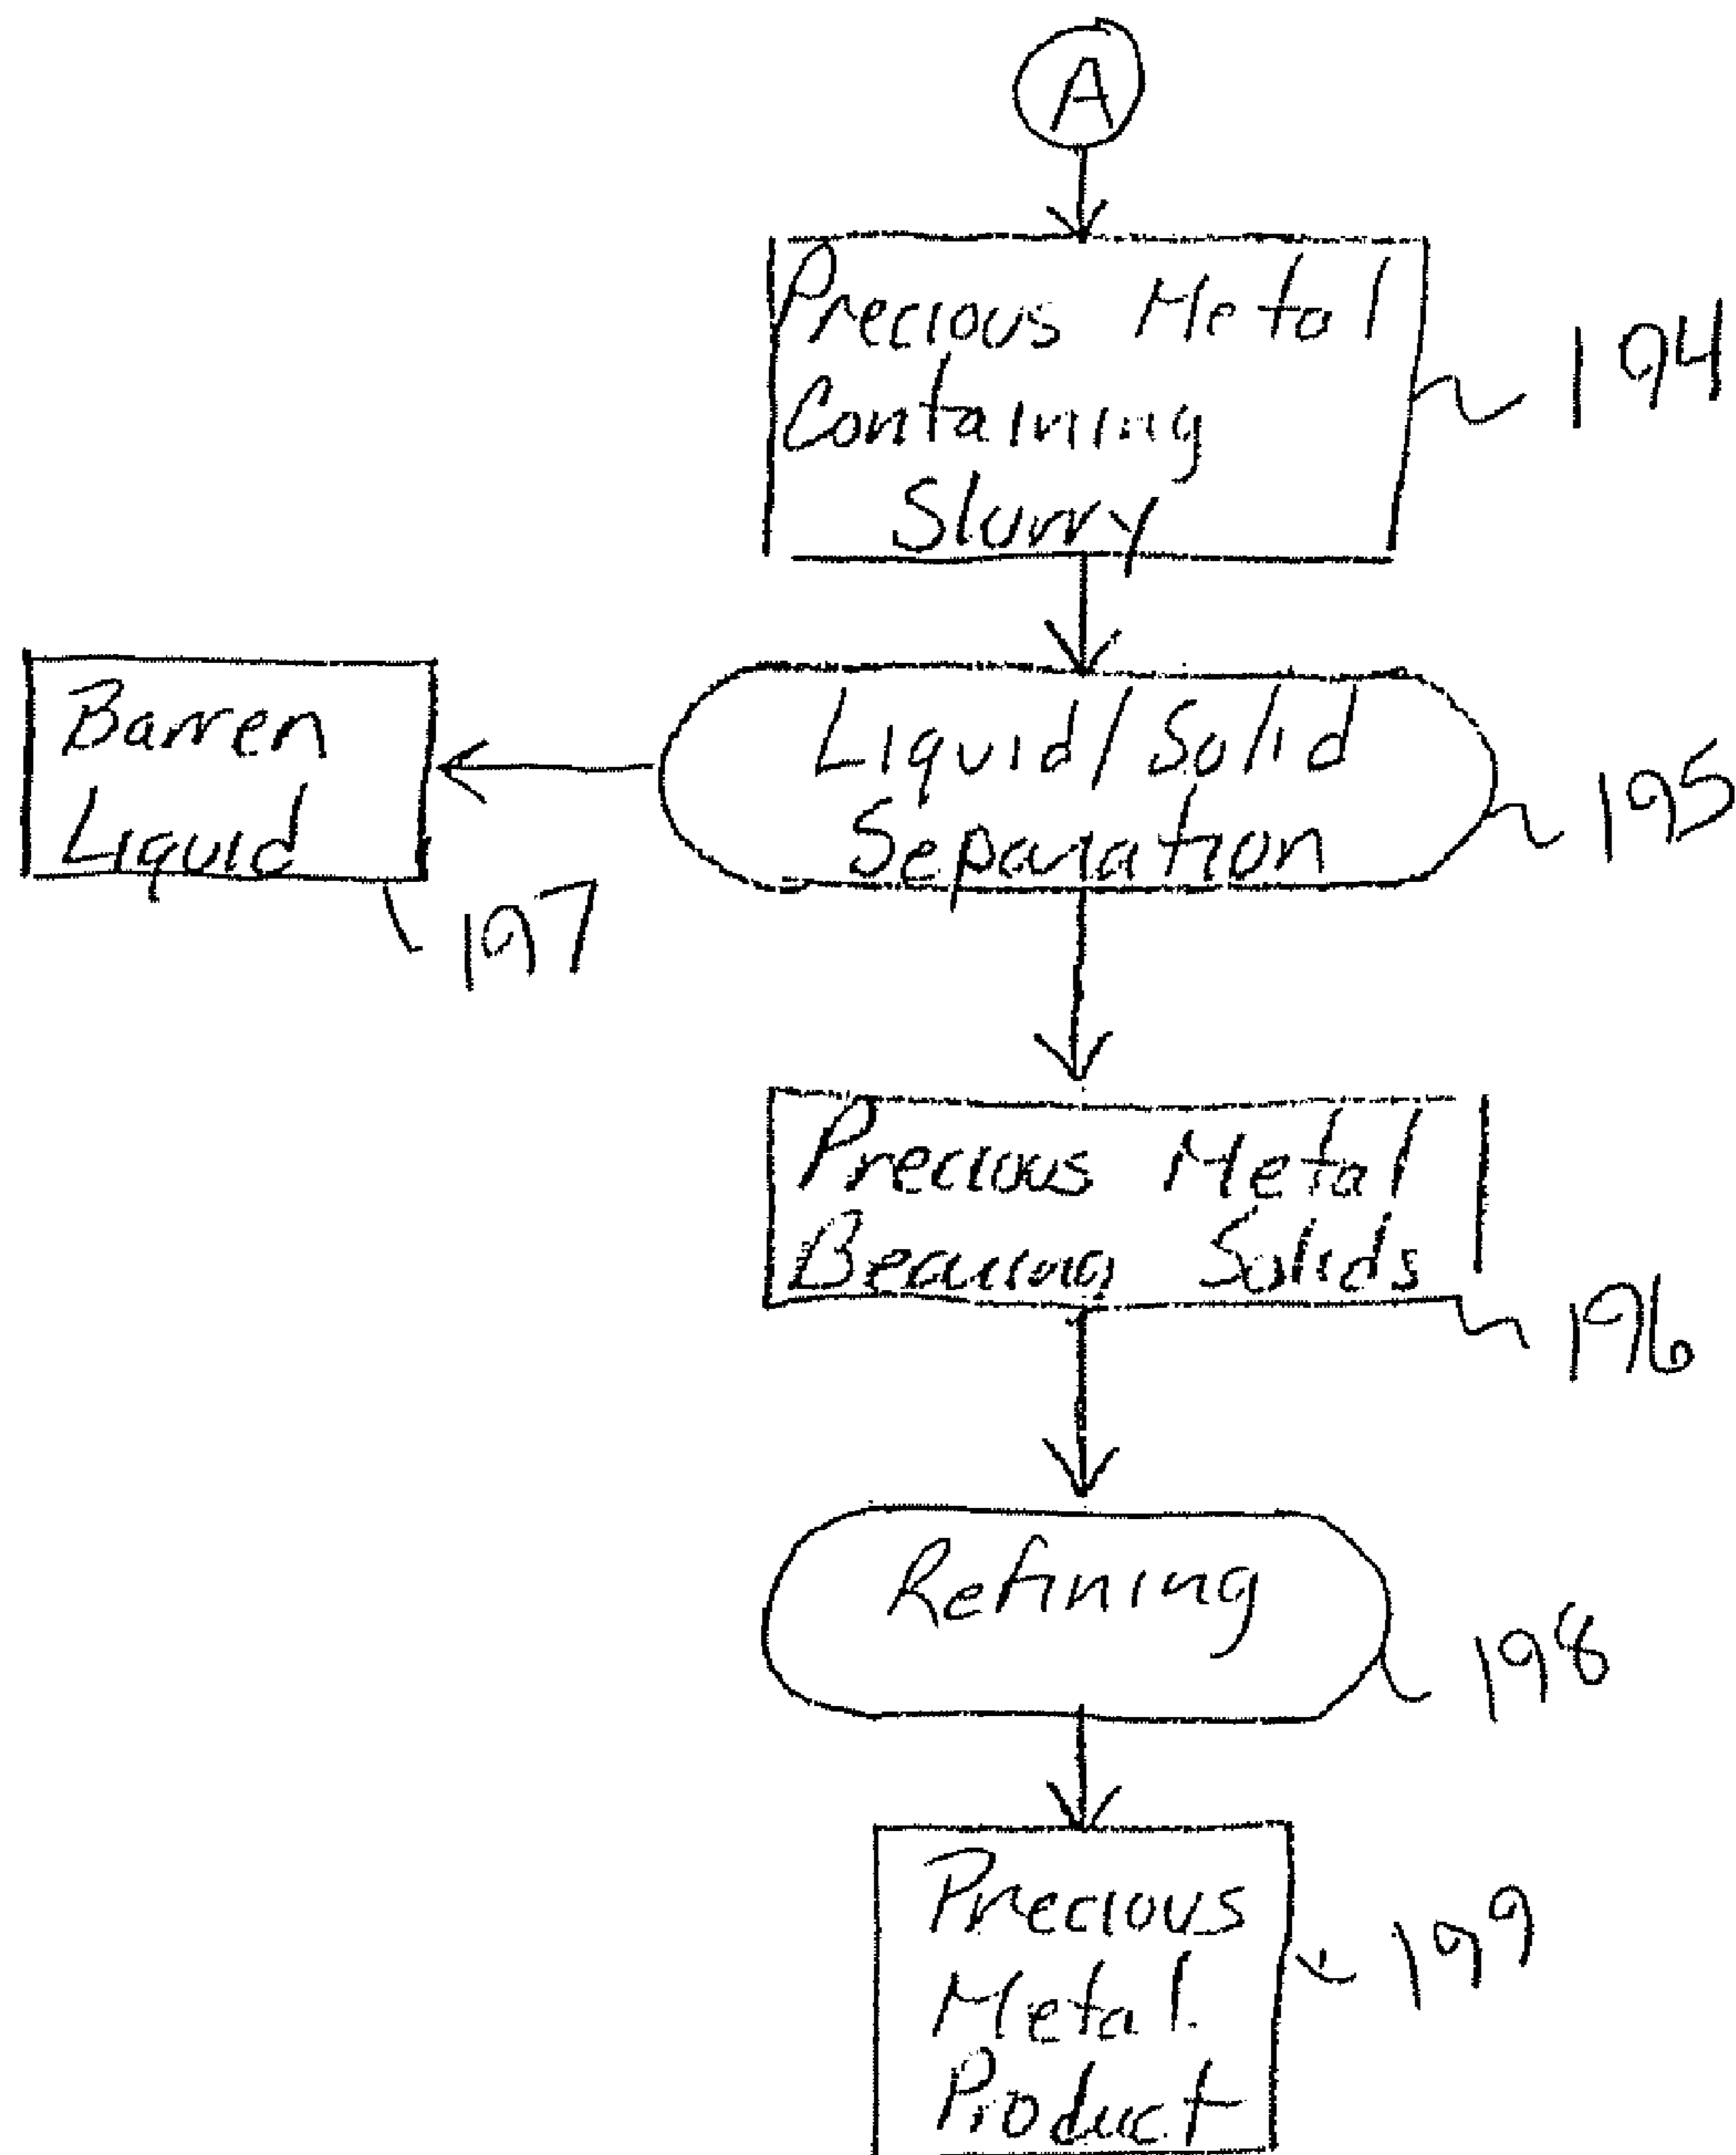 A
Precious Metal
Containing
Slurry
194
Liquid/Solid
Separation
195
Barren
Liquid
197
Precious Metal
Bearing Solids
196
Refining
198
Precious
Metal
Product
199